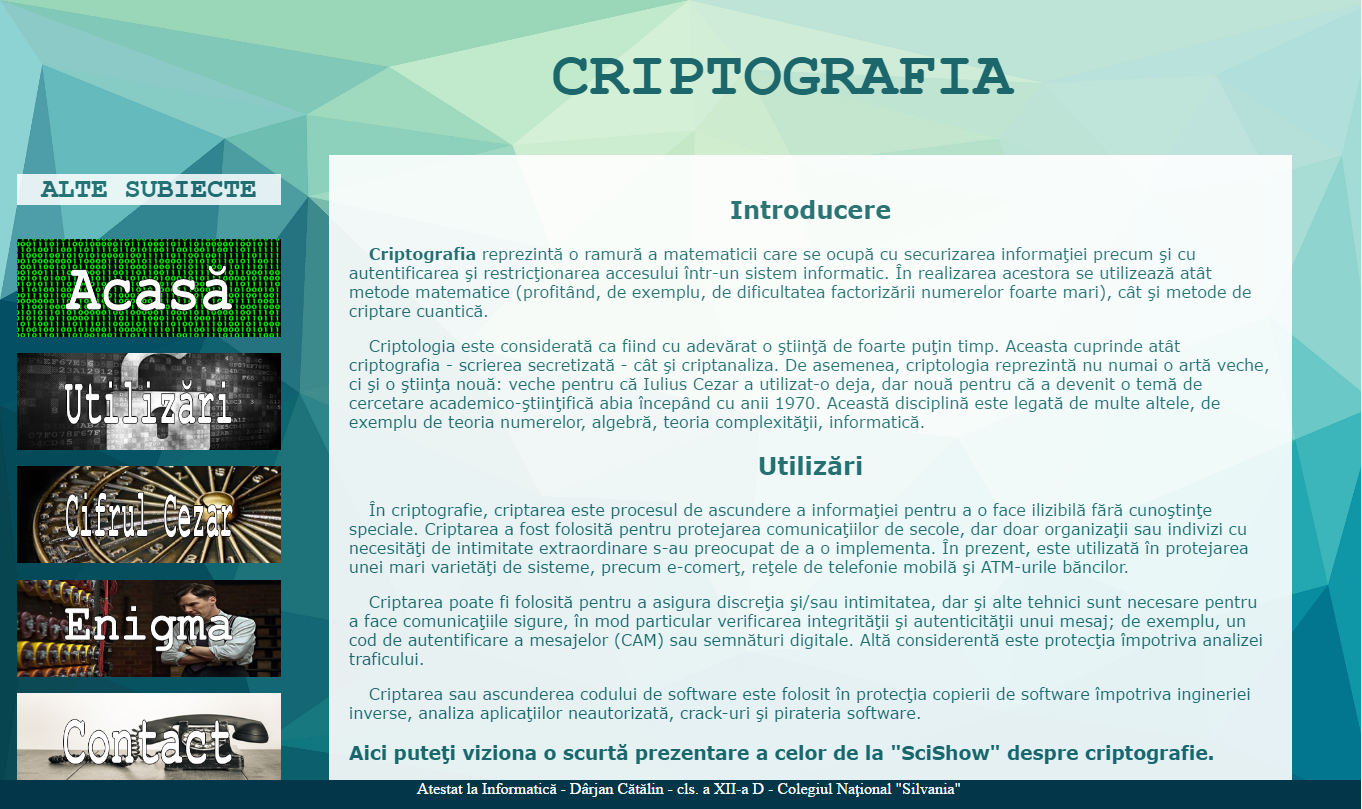 CRIPTOGRAFIA
ALTE SUBIECTE
Acasă
Utilizări
Cifrul Cezar
Enigma
Contact
Introducere
Criptografia reprezintă o ramură a matematicii care se ocupă cu securizarea informaţiei precum şi cu
autentificarea şi restricţionarea accesului într-un sistem informatic. În realizarea acestora se utilizează atât
metode matematice (profitând, de exemplu, de dificultatea factorizării numerelor foarte mari), cât şi metode de
criptare cuantică.
Criptologia este considerată ca fiind cu adevărat o ştiinţă de foarte puţin timp. Aceasta cuprinde atât
criptografia - scrierea secretizată - cât şi criptanaliza. De asemenea, criptologia reprezintă nu numai o artă veche,
ci şi o ştiinţa nouă: veche pentru că Iulius Cezar a utilizat-o deja, dar nouă pentru că a devenit o temă de
cercetare academico-ştiinţifică abia începând cu anii 1970. Această disciplină este legată de multe altele, de
exemplu de teoria numerelor, algebră, teoria complexităţii, informatică.
Utilizări
În criptografie, criptarea este procesul de ascundere a informaţiei pentru a o face ilizibilă fără cunoştinţe
speciale. Criptarea a fost folosită pentru protejarea comunicaţiilor de secole, dar doar organizaţii sau indivizi cu
necesităţi de intimitate extraordinare s-au preocupat de a o implementa. În prezent, este utilizată în protejarea
unei mari varietăţi de sisteme, precum e-comerţ, reţele de telefonie mobilă şi ATM-urile băncilor.
Criptarea poate fi folosită pentru a asigura discreţia şi/sau intimitatea, dar şi alte tehnici sunt necesare pentru
a face comunicaţiile sigure, în mod particular verificarea integrităţii şi autenticităţii unui mesaj; de exemplu, un
cod de autentificare a mesajelor (CAM) sau semnături digitale. Altă considerentă este protecţia împotriva analizei
traficului.
Criptarea sau ascunderea codului de software este folosit în protecţia copierii de software împotriva ingineriei
inverse, analiza aplicaţiilor neautorizată, crack-uri şi pirateria software.
Aici puteţi viziona o scurtă prezentare a celor de la "SciShow" despre criptografie.
Atestat la Informatică - Dârjan Cătălin - cls. a XII-a D - Colegiul Naţional "Silvania"